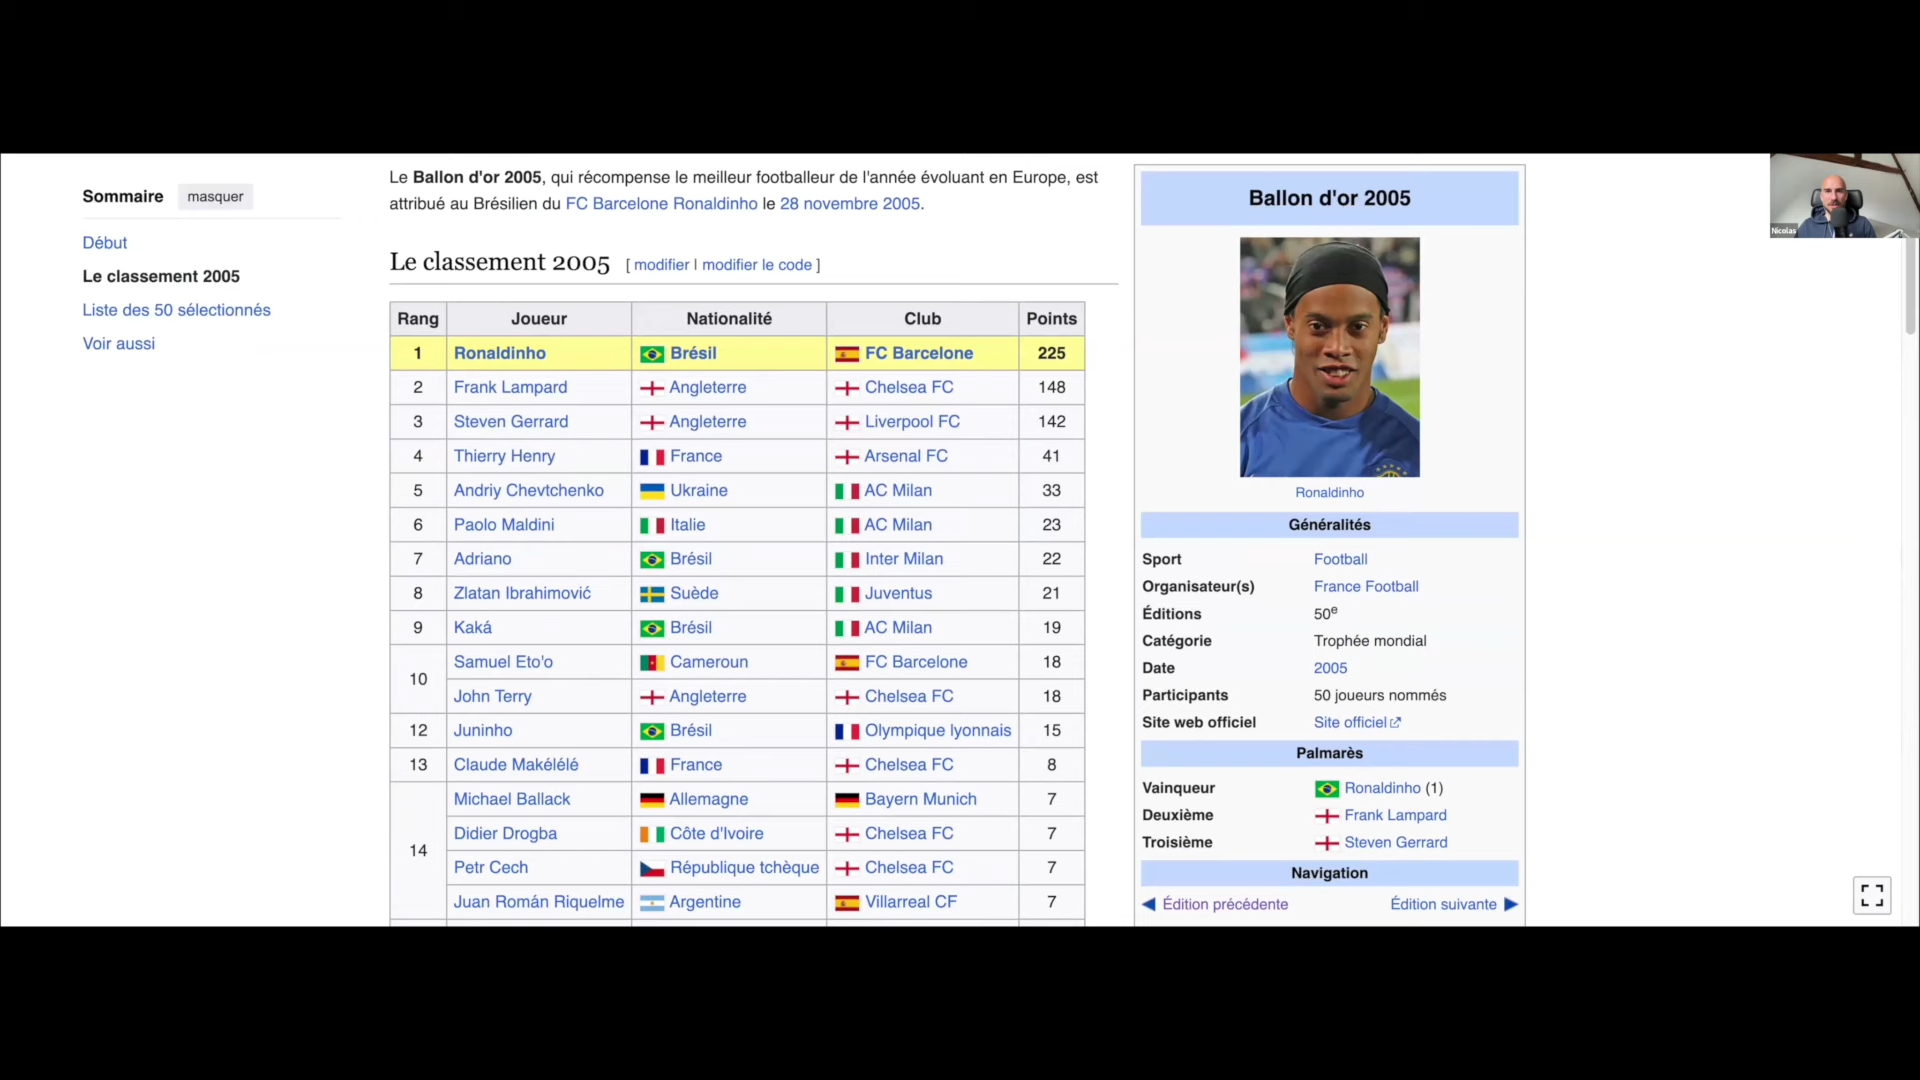 Sommaire masquer
Début
Le classement 2005
Liste des 50 sélectionnés
Voir aussi
Le Ballon d'or 2005, qui récompense le meilleur footballeur de l'année évoluant en Europe, est
attribué au Brésilien du FC Barcelone Ronaldinho le 28 novembre 2005.
Le classement 2005 [ modifier | modifier le code ]
Rang Joueur Nationalité Club Points
1 Ronaldinho Brésil FC Barcelone 225
2 Frank Lampard Angleterre Chelsea FC 148
3 Steven Gerrard Angleterre Liverpool FC 142
4 Thierry Henry France Arsenal FC 41
5 Andriy Chevtchenko Ukraine AC Milan 33
6 Paolo Maldini Italie AC Milan 23
7 Adriano Brésil Inter Milan 22
8 Zlatan Ibrahimović Suède Juventus 21
9 Kaká Brésil AC Milan 19
10 Samuel Eto'o Cameroun FC Barcelone 18
John Terry Angleterre Chelsea FC 18
12 Juninho Brésil Olympique lyonnais 15
13 Claude Makélélé France Chelsea FC 8
14 Michael Ballack Allemagne Bayern Munich 7
Didier Drogba Côte d'Ivoire Chelsea FC 7
Petr Cech République tchèque Chelsea FC 7
Juan Román Riquelme Argentine Villarreal CF 7
Ballon d'or 2005
Ronaldinho
Généralités
Sport Football
Organisateur(s) France Football
Éditions 50e
Catégorie Trophée mondial
Date 2005
Participants 50 joueurs nommés
Site web officiel Site officiel
Palmarès
Vainqueur Ronaldinho (1)
Deuxième Frank Lampard
Troisième Steven Gerrard
Navigation
◀ Édition précédente Édition suivante ▶
Nicolas